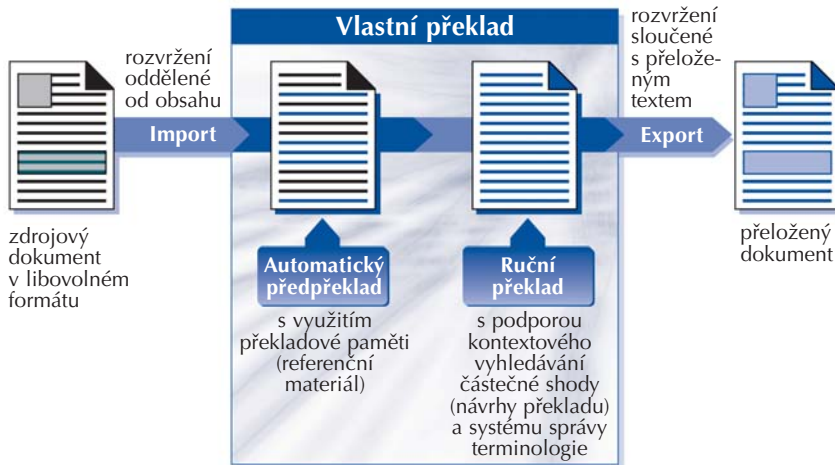 Vlastní překlad
rozvržení
oddělené
od obsahu
Import
rozvržení
sloučené
s přelože-
ným
textem
Export
zdrojový
dokument
v libovolném
formátu
Automatický
předpřeklad
s využitím
překladové paměti
(referenční
materiál)
Ruční
překlad
s podporou
kontextového
vyhledávání
částečné shody
(návrhy překladu)
a systému správy
terminologie
přeložený
dokument